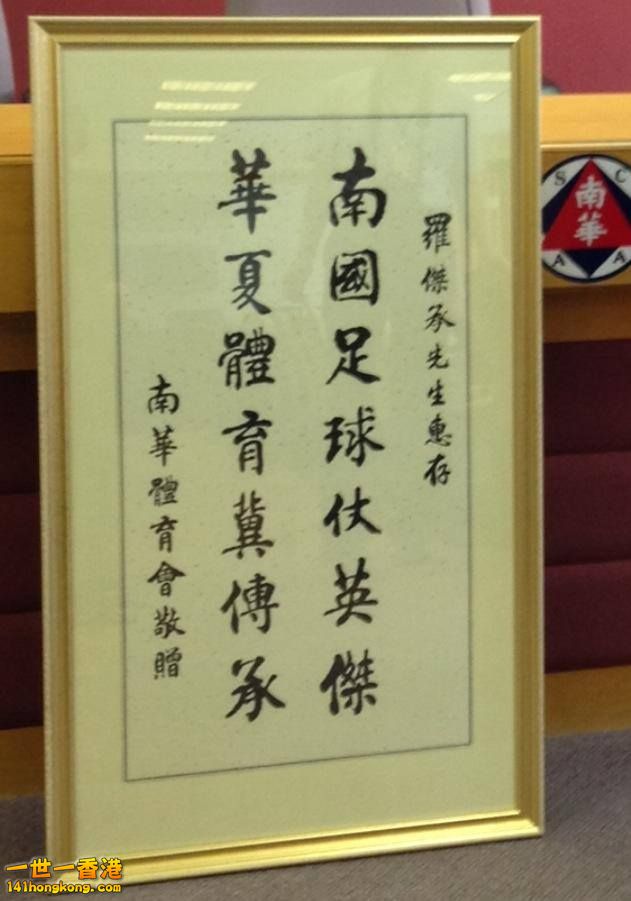 羅傑承先生惠存
南國足球仗英傑
華夏體育冀傳承
南華體育會敬贈
S C
南華
A A
一世一香港
141hongkong.com